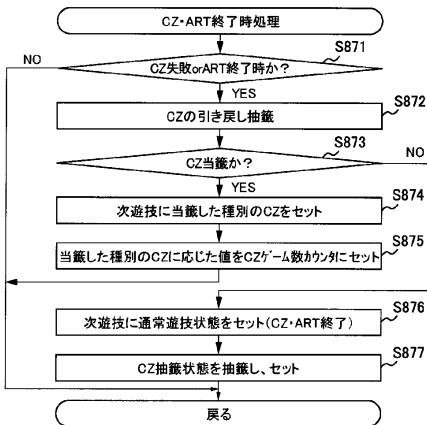 CZ・ART終了時処理
S871
NO
CZ失敗orART終了時か?
YES
S872
CZの引き戻し抽籤
S873
NO
CZ当籤か?
YES
S874
次遊技に当籤した種別のCZをセット
S875
当籤した種別のCZに応じた値をCZゲーム数カウンタにセット
S876
次遊技に通常遊技状態をセット(CZ・ART終了)
S877
CZ抽籤状態を抽籤し、セット
戻る